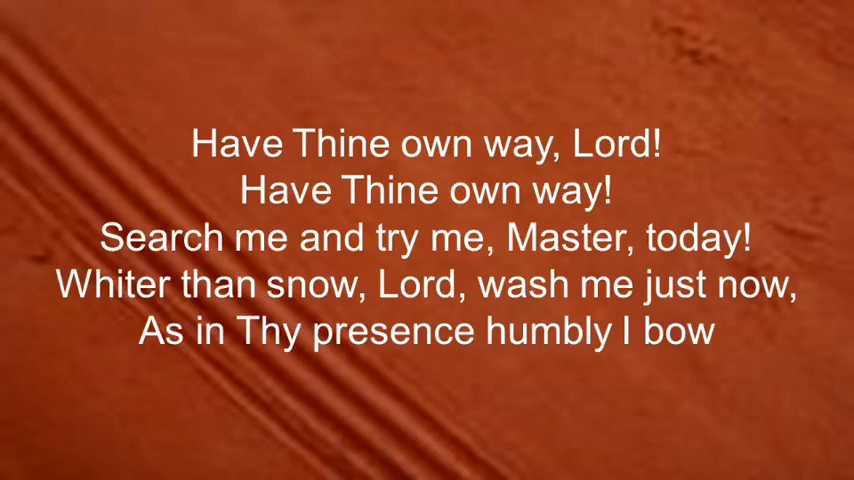 Have Thine own way, Lord!
Have Thine own way!
Search me and try me, Master, today!
Whiter than snow, Lord, wash me just now,
As in Thy presence humbly I bow